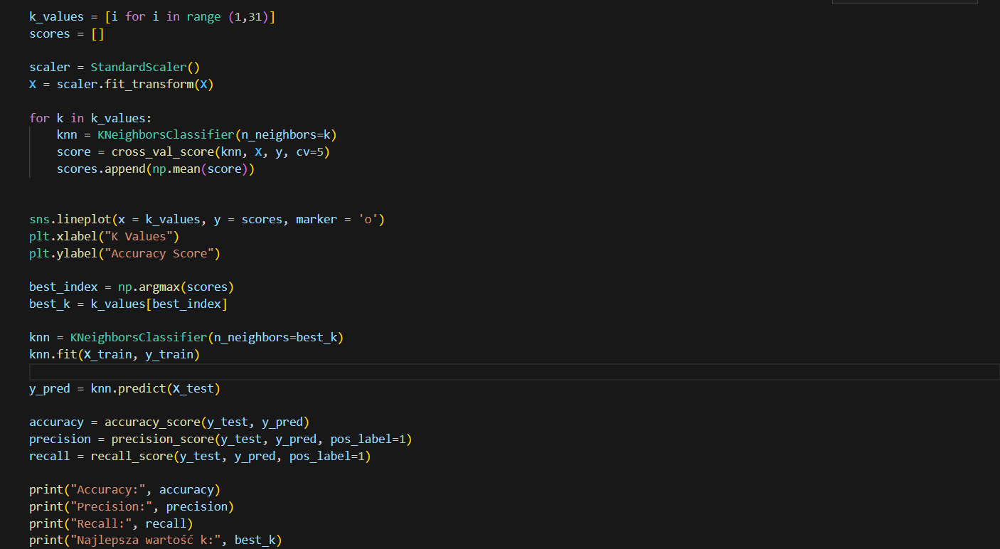 k_values = [i for i in range (1,31)]
scores = []
scaler = StandardScaler()
X = scaler.fit_transform(X)
for k in k_values:
    knn = KNeighborsClassifier(n_neighbors=k)
    score = cross_val_score(knn, X, y, cv=5)
    scores.append(np.mean(score))
sns.lineplot(x = k_values, y = scores, marker = 'o')
plt.xlabel("K Values")
plt.ylabel("Accuracy Score")
best_index = np.argmax(scores)
best_k = k_values[best_index]
knn = KNeighborsClassifier(n_neighbors=best_k)
knn.fit(X_train, y_train)
y_pred = knn.predict(X_test)
accuracy = accuracy_score(y_test, y_pred)
precision = precision_score(y_test, y_pred, pos_label=1)
recall = recall_score(y_test, y_pred, pos_label=1)
print("Accuracy:", accuracy)
print("Precision:", precision)
print("Recall:", recall)
print("Najlepsza wartość k:", best_k)